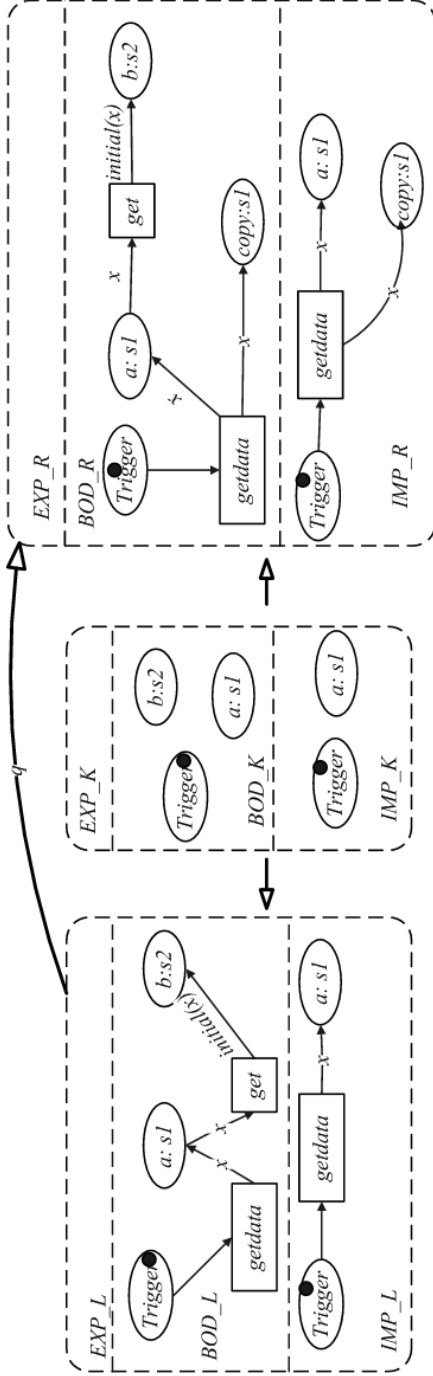 q
EXP_L
Trigger
a: s1
b:s2
x
x
initial(x)
getdata
get
BOD_L
Trigger
getdata
x
a: s1
IMP_L
EXP_K
b:s2
Trigger
a: s1
BOD_K
Trigger
a: s1
IMP_K
EXP_R
BOD_R
Trigger
a: s1
x
get
initial(x)
b:s2
x
getdata
x
copy:s1
Trigger
getdata
x
a: s1
x
copy:s1
IMP_R